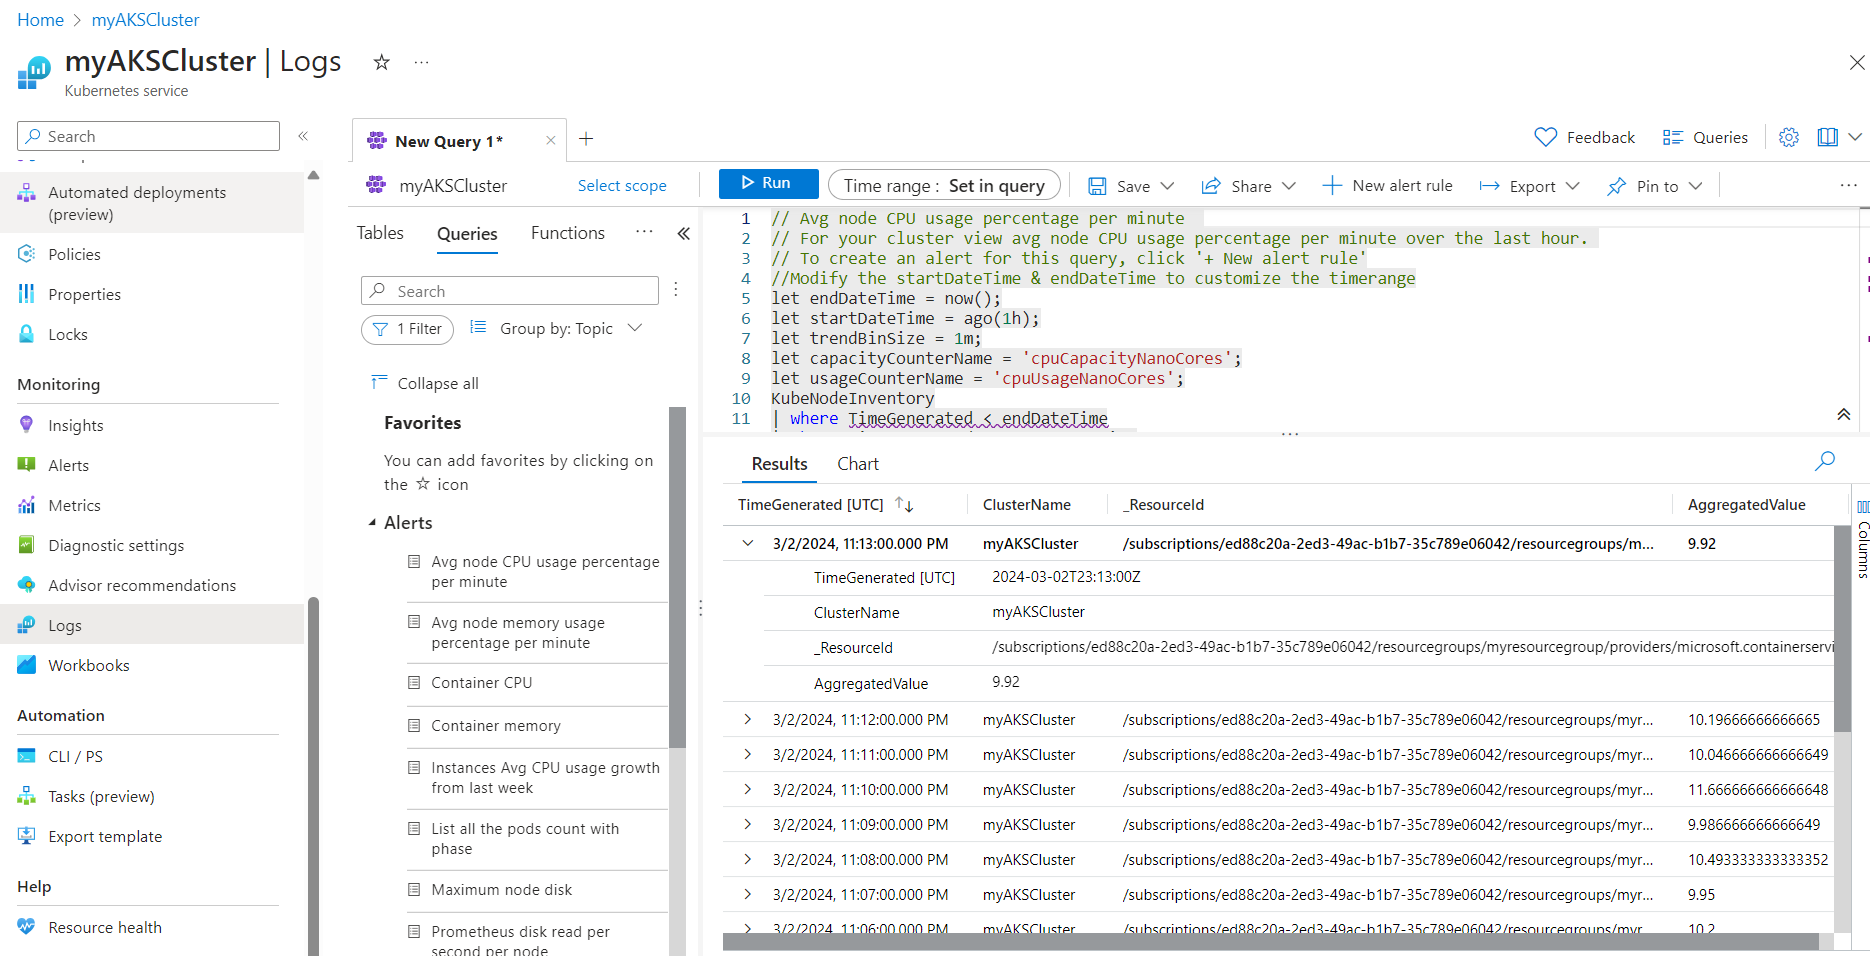 Home > myAKSCluster
myAKSCluster | Logs
Kubernetes service
Search
Automated deployments
(preview)
Policies
Properties
Locks
Monitoring
Insights
Alerts
Metrics
Diagnostic settings
Advisor recommendations
Logs
Workbooks
Automation
CLI / PS
Tasks (preview)
Export template
Help
Resource health
New Query 1*
Feedback
Queries
myAKSCluster
Select scope
Run
Time range : Set in query
Save
Share
New alert rule
Export
Pin to
Tables
Queries
Functions
Search
1 Filter
Group by: Topic
Collapse all
Favorites
You can add favorites by clicking on
the ☆ icon
Alerts
Avg node CPU usage percentage
per minute
Avg node memory usage
percentage per minute
Container CPU
Container memory
Instances Avg CPU usage growth
from last week
List all the pods count with
phase
Maximum node disk
Prometheus disk read per
second per node
1 // Avg node CPU usage percentage per minute
2 // For your cluster view avg node CPU usage percentage per minute over the last hour.
3 // To create an alert for this query, click '+ New alert rule'
4 //Modify the startDateTime & endDateTime to customize the timerange
5 let endDateTime = now();
6 let startDateTime = ago(1h);
7 let trendBinSize = 1m;
8 let capacityCounterName = 'cpuCapacityNanoCores';
9 let usageCounterName = 'cpuUsageNanoCores';
10 KubeNodeInventory
11 | where TimeGenerated < endDateTime
Results
Chart
TimeGenerated [UTC] ClusterName _ResourceId AggregatedValue
3/2/2024, 11:13:00.000 PM myAKSCluster /subscriptions/ed88c20a-2ed3-49ac-b1b7-35c789e06042/resourcegroups/m... 9.92
TimeGenerated [UTC] 2024-03-02T23:13:00Z
ClusterName myAKSCluster
_ResourceId /subscriptions/ed88c20a-2ed3-49ac-b1b7-35c789e06042/resourcegroups/myresourcegroup/providers/microsoft.containerservi
AggregatedValue 9.92
3/2/2024, 11:12:00.000 PM myAKSCluster /subscriptions/ed88c20a-2ed3-49ac-b1b7-35c789e06042/resourcegroups/myr... 10.19666666666665
3/2/2024, 11:11:00.000 PM myAKSCluster /subscriptions/ed88c20a-2ed3-49ac-b1b7-35c789e06042/resourcegroups/myr... 10.046666666666649
3/2/2024, 11:10:00.000 PM myAKSCluster /subscriptions/ed88c20a-2ed3-49ac-b1b7-35c789e06042/resourcegroups/myr... 11.666666666666648
3/2/2024, 11:09:00.000 PM myAKSCluster /subscriptions/ed88c20a-2ed3-49ac-b1b7-35c789e06042/resourcegroups/myr... 9.986666666666649
3/2/2024, 11:08:00.000 PM myAKSCluster /subscriptions/ed88c20a-2ed3-49ac-b1b7-35c789e06042/resourcegroups/myr... 10.493333333333352
3/2/2024, 11:07:00.000 PM myAKSCluster /subscriptions/ed88c20a-2ed3-49ac-b1b7-35c789e06042/resourcegroups/myr... 9.95
3/2/2024, 11:06:00.000 PM myAKSCluster /subscriptions/ed88c20a-2ed3-49ac-b1b7-35c789e06042/resourcegroups/myr... 10.2
Columns